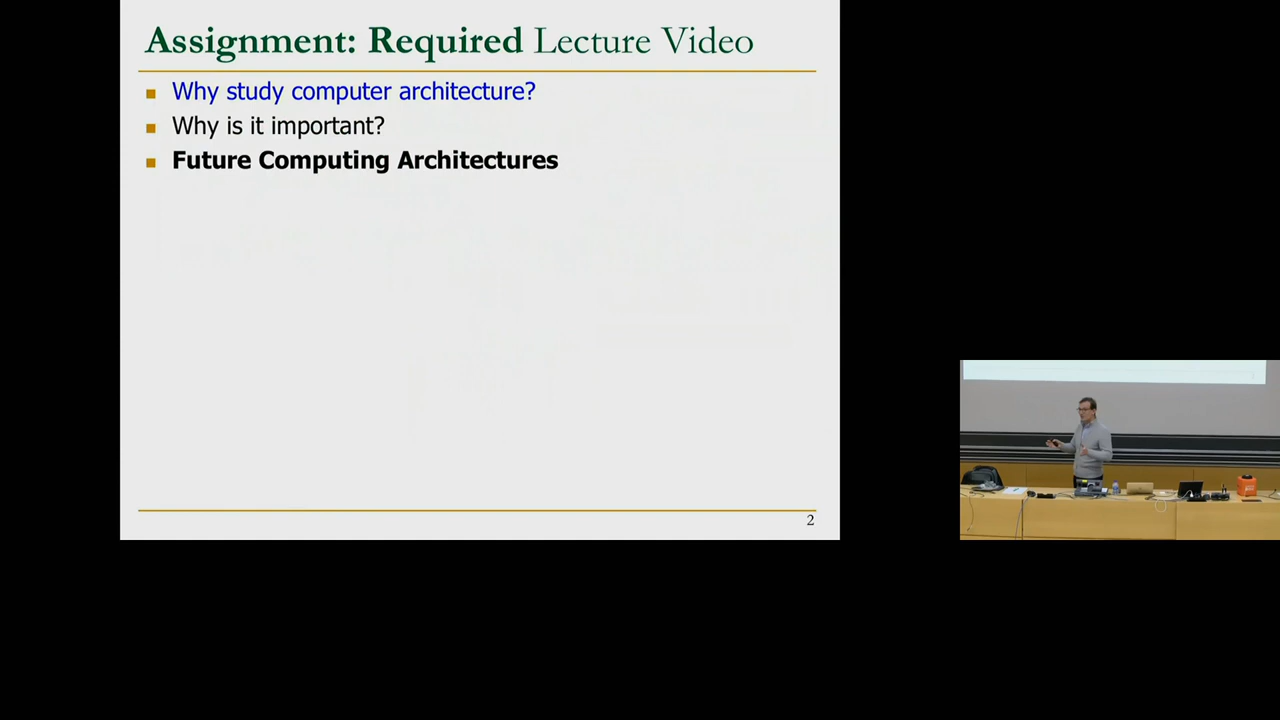 Assignment: Required Lecture Video
Why study computer architecture?
Why is it important?
Future Computing Architectures
2